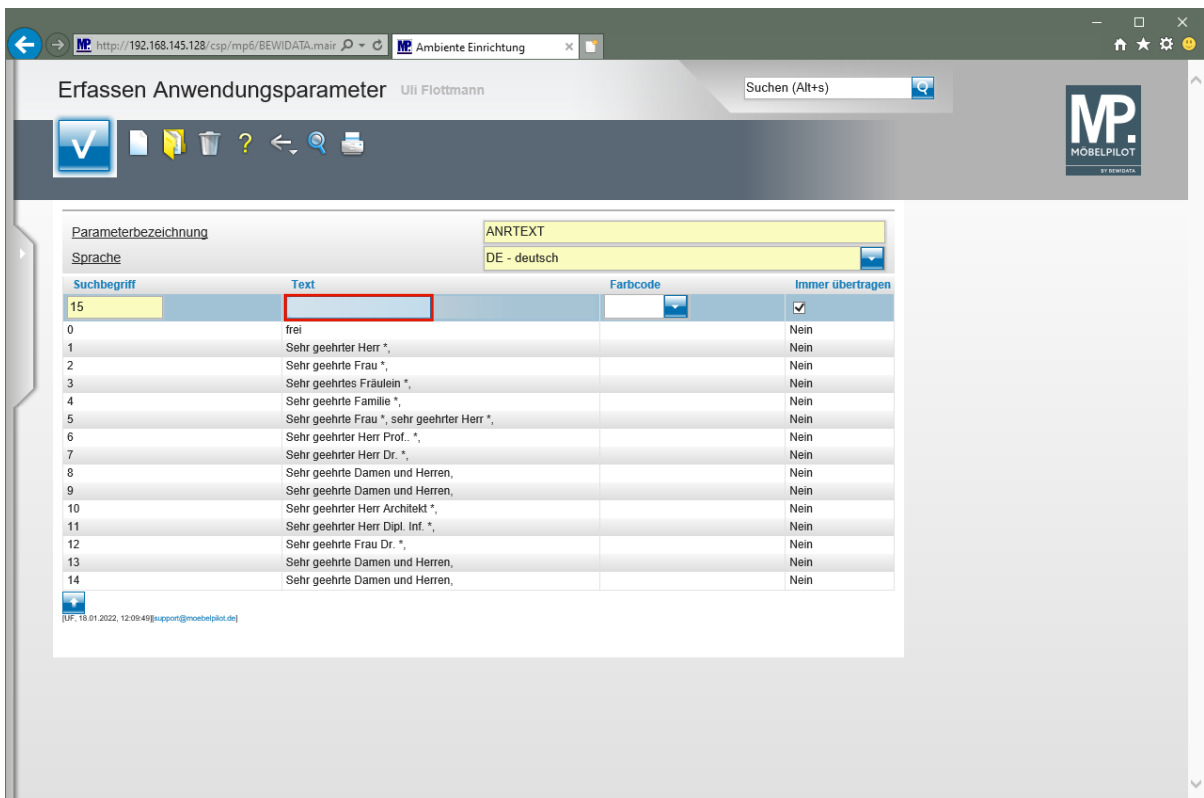 http://192.168.145.128/csp/mp6/BEWIDATA.mair
MP. Ambiente Einrichtung
Erfassen Anwendungsparameter Uli Flottmann
Suchen (Alt+s)
MP.
MÖBELPILOT
BY BEWIDATA
Parameterbezeichnung ANRTEXT
Sprache DE - deutsch
Suchbegriff Text Farbcode Immer übertragen
15
0 frei Nein
1 Sehr geehrter Herr *, Nein
2 Sehr geehrte Frau *, Nein
3 Sehr geehrtes Fräulein *, Nein
4 Sehr geehrte Familie *, Nein
5 Sehr geehrte Frau *, sehr geehrter Herr *, Nein
6 Sehr geehrter Herr Prof.. *, Nein
7 Sehr geehrter Herr Dr. *, Nein
8 Sehr geehrte Damen und Herren, Nein
9 Sehr geehrte Damen und Herren, Nein
10 Sehr geehrter Herr Architekt *, Nein
11 Sehr geehrter Herr Dipl. Inf. *, Nein
12 Sehr geehrte Frau Dr. *, Nein
13 Sehr geehrte Damen und Herren, Nein
14 Sehr geehrte Damen und Herren, Nein
[UF, 18.01.2022, 12:09:49][support@moebelpilot.de]